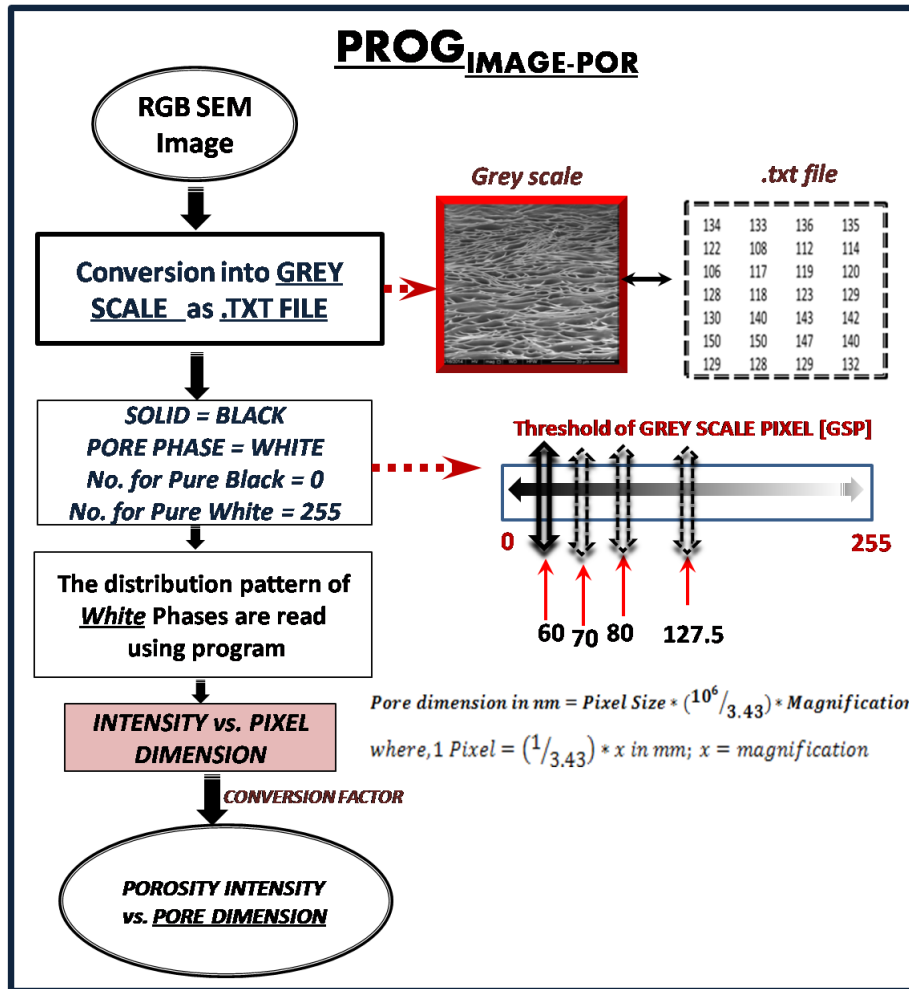 PROG IMAGE-POR
RGB SEM
Image
Conversion into GREY
SCALE as .TXT FILE
Grey scale
.txt file
134 133 136 135
122 108 112 114
106 117 119 120
128 118 123 129
130 140 143 142
150 150 147 140
129 128 129 132
SOLID = BLACK
PORE PHASE = WHITE
No. for Pure Black = 0
No. for Pure White = 255
Threshold of GREY SCALE PIXEL [GSP]
0 255
60 70 80 127.5
The distribution pattern of
White Phases are read
using program
INTENSITY vs. PIXEL
DIMENSION
Pore dimension in nm = Pixel Size * (10⁶/3.43) * Magnification
where, 1 Pixel = (1/3.43) * x in mm; x = magnification
CONVERSION FACTOR
POROSITY INTENSITY
vs. PORE DIMENSION